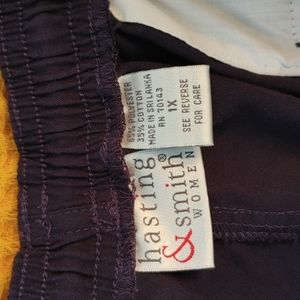 65% POLYESTER
35% COTTON
MADE IN SRI LANKA
RN 70143
1X
SEE REVERSE
FOR CARE
hasting®
&smith
WOMEN